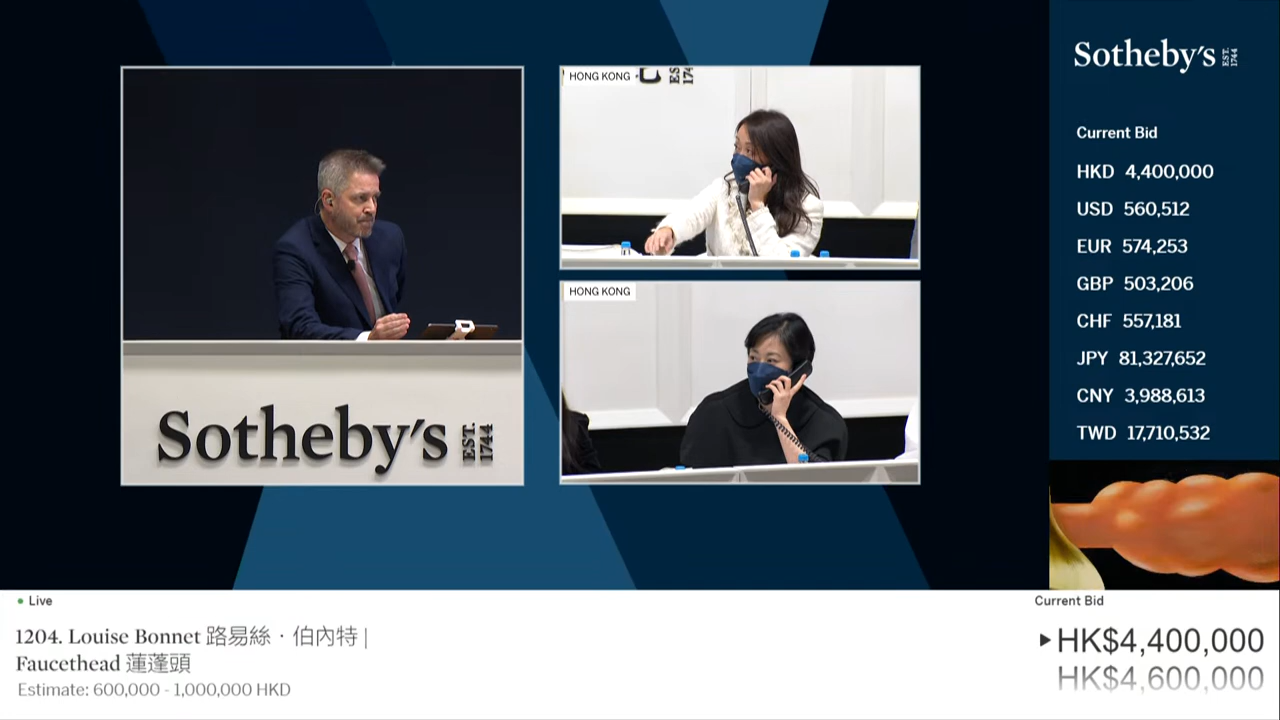 Sotheby's EST. 1744
HONG KONG
EST. 174
HONG KONG
Sotheby's EST. 1744
Current Bid
HKD 4,400,000
USD 560,512
EUR 574,253
GBP 503,206
CHF 557,181
JPY 81,327,652
CNY 3,988,613
TWD 17,710,532
Live
1204. Louise Bonnet 路易絲·伯內特 |
Faucethead 蓮蓬頭
Estimate: 600,000 - 1,000,000 HKD
Current Bid
HK$4,400,000
HK$4,600,000